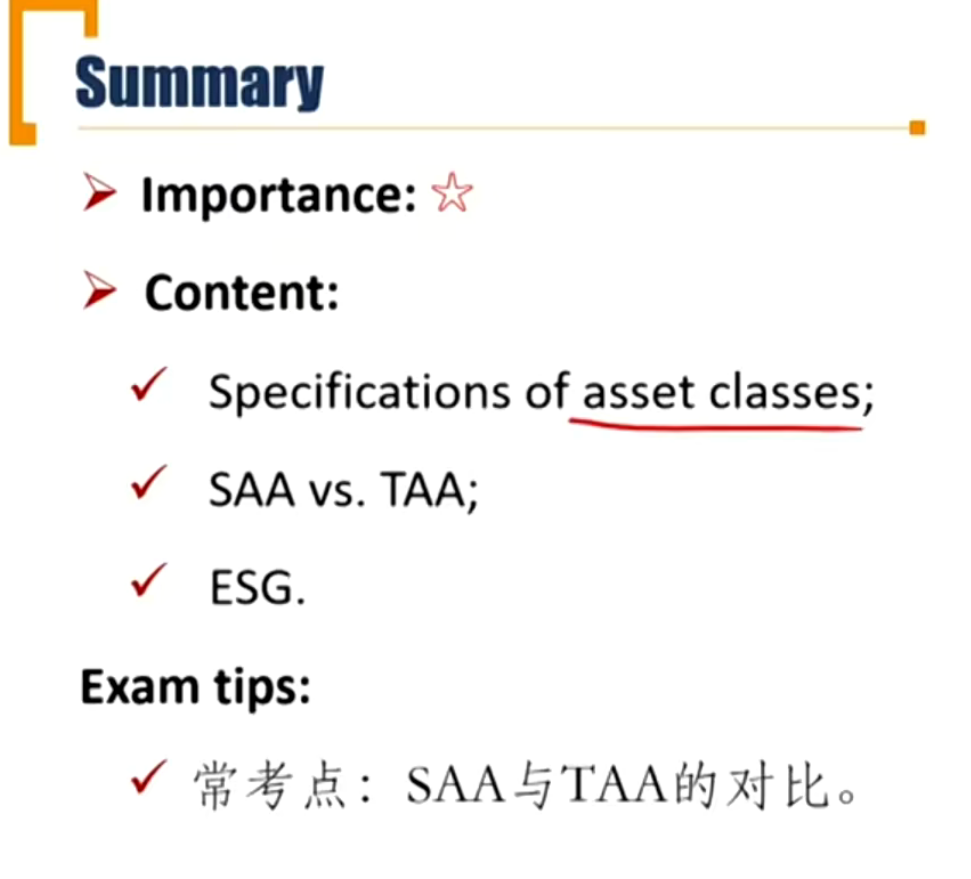 Summary
Importance: ☆
Content:
Specifications of asset classes;
SAA vs. TAA;
ESG.
Exam tips:
常考点：SAA与TAA的对比。